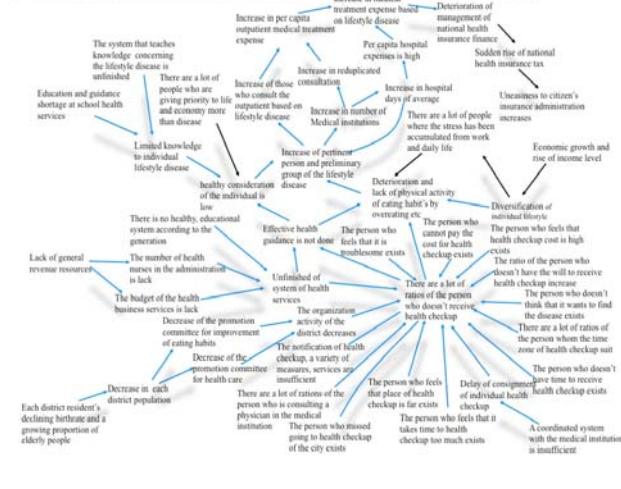 treatment expense based
on lifestyle disease
Deterioration of
management of
national health
insurance finance
Increase in per capita
outpatient medical treatment
expense
Sudden rise of national
health insurance tax
Per capita hospital
expenses is high
The system that teaches
knowledge concerning
the lifestyle disease is
unfinished
There are a lot of
people who are
giving priority to life
and economy more
than disease
Increase in reduplicated
consultation
Increase of those
who consult the
outpatient based on
lifestyle disease
Increase in hospital
days of average
Uneasiness to citizen's
insurance administration
increases
Education and guidance
shortage at school health
services
Increase in number of
Medical institutions
There are a lot of people
where the stress has been
accumulated from work
and daily life
Limited knowledge
to individual
lifestyle disease
Economic growth and
rise of income level
Increase of pertinent
person and preliminary
group of the lifestyle
disease
healthy consideration
of the individual is
low
Deterioration and
lack of physical activity
of eating habit's by
overeating etc
Diversification of
individual lifestyle
There is no healthy, educational
system according to the
generation
Effective health
guidance is not done
The person who
feels that it is
troublesome exists
The person who
cannot pay the
cost for health
checkup exists
The person who feels that
health checkup cost is high
exists
Lack of general
revenue resources
The number of health
nurses in the administration
is lack
The ratio of the person who
doesn't have the will to receive
health checkup increase
Unfinished of
system of health
services
There are a lot of
ratios of the person
who doesn't receive
health checkup
The budget of the health
business services is lack
The person who doesn't
think that it wants to find
the disease exists
The organization
activity of the
district decreases
Decrease of the promotion
committee for improvement
of eating habits
There are a lot of ratios of
the person whom the time
zone of health checkup suit
The notification of health
checkup, a variety of
measures, services are
insufficient
Decrease of the
promotion committee
for health care
The person who doesn't
have time to receive
health checkup exists
Decrease in each
district population
The person who feels
that place of health
checkup is far exists
Delay of consignment
of individual health
checkup
There are a lot of rations of the
person who is consulting a
physician in the medical
institution
Each district resident's
declining birthrate and a
growing proportion of
elderly people
The person who missed
going to health checkup
of the city exists
The person who feels that it
takes time to health
checkup too much exists
A coordinated system
with the medical institution
is insufficient